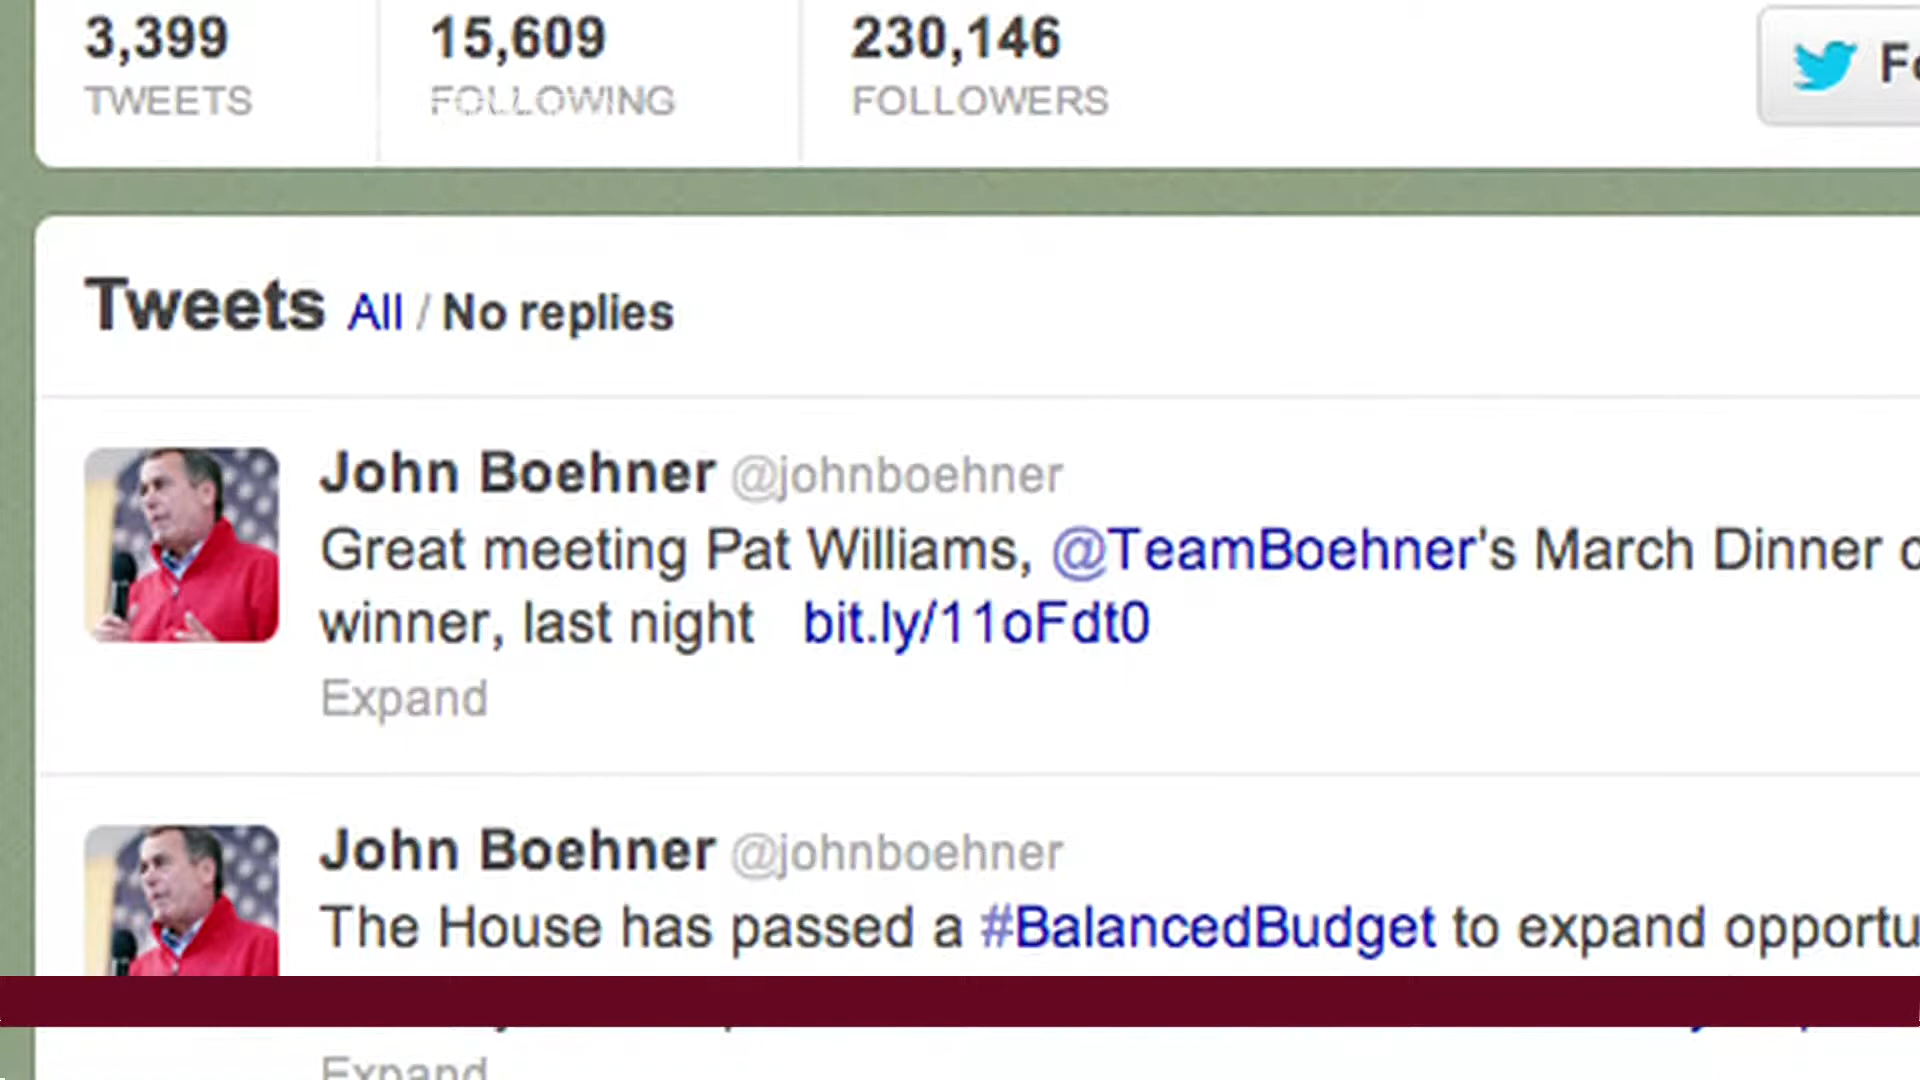 3,399 15,609 230,146
TWEETS FOLLOWING FOLLOWERS
Tweets All / No replies
John Boehner @johnboehner
Great meeting Pat Williams, @TeamBoehner's March Dinner
winner, last night bit.ly/11oFdt0
Expand
John Boehner @johnboehner
The House has passed a #BalancedBudget to expand
Expand